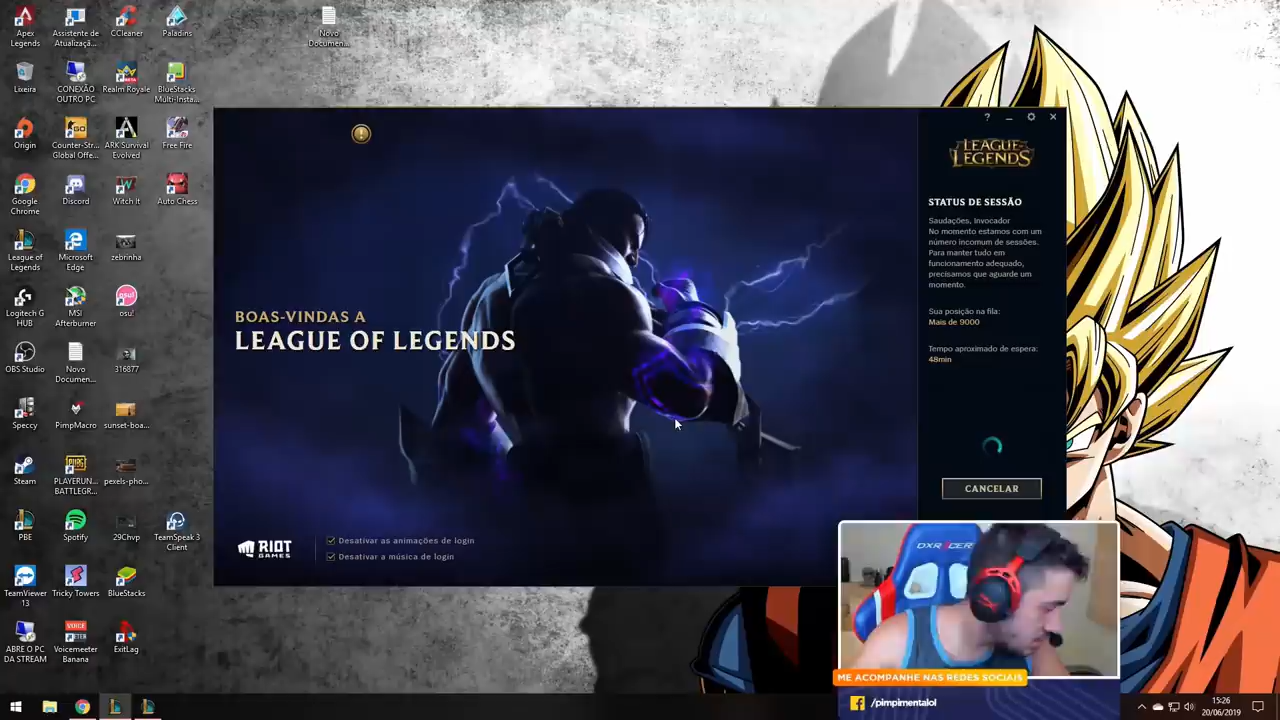 Apex
Legends
Assistente de
Atualizaçã...
CCleaner
Paladins
Novo
Documen...
Lixeira
CONEXÃO
OUTRO PC
Realm Royale
BlueStacks
Multi-Insta...
Origin
Counter-Str...
Global Offe...
ARK Survival
Evolved
Free Fire
Google
Chrome
Discord
Witch It
Auto Chess
League of
Legends
Microsoft
Edge
zebrinha
Logitech G
HUB
MSI
Afterburner
osu!
OBS Studio
Novo
Documen...
316877
Speccy
PimpMacro
sunset-boa...
Steam
PLAYERUN...
BATTLEGR...
pexels-pho...
PBE
Spotify
29Chvp
TeamSpeak 3
Client
TeamViewer
13
Tricky Towers
BlueStacks
ABRE O PC
DA STREAM
Voicemeeter
Banana
ExitLag
BOAS-VINDAS A
LEAGUE OF LEGENDS
RIOT
GAMES
Desativar as animações de login
Desativar a música de login
LEAGUE OF
LEGENDS
STATUS DE SESSÃO
Saudações, Invocador
No momento estamos com um
número incomum de sessões.
Para manter tudo em
funcionamento adequado,
precisamos que aguarde um
momento.
Sua posição na fila:
Mais de 9000
Tempo aproximado de espera:
48min
CANCELAR
DXRACER
ME ACOMPANHE NAS REDES SOCIAIS
/pimpimentalol
15:26
20/06/2019